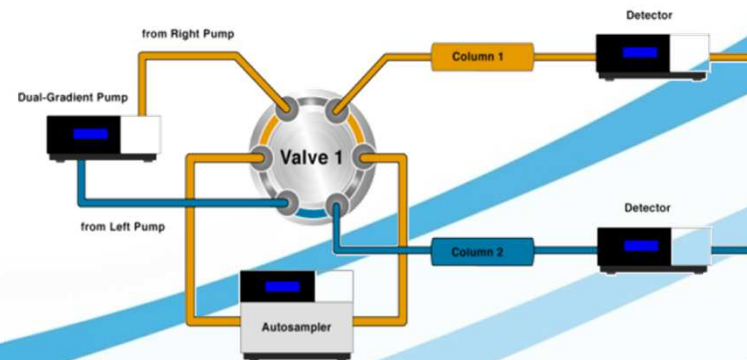 Detector
from Right Pump
Column 1
Dual-Gradient Pump
Valve 1
Detector
from Left Pump
Column 2
Autosampler